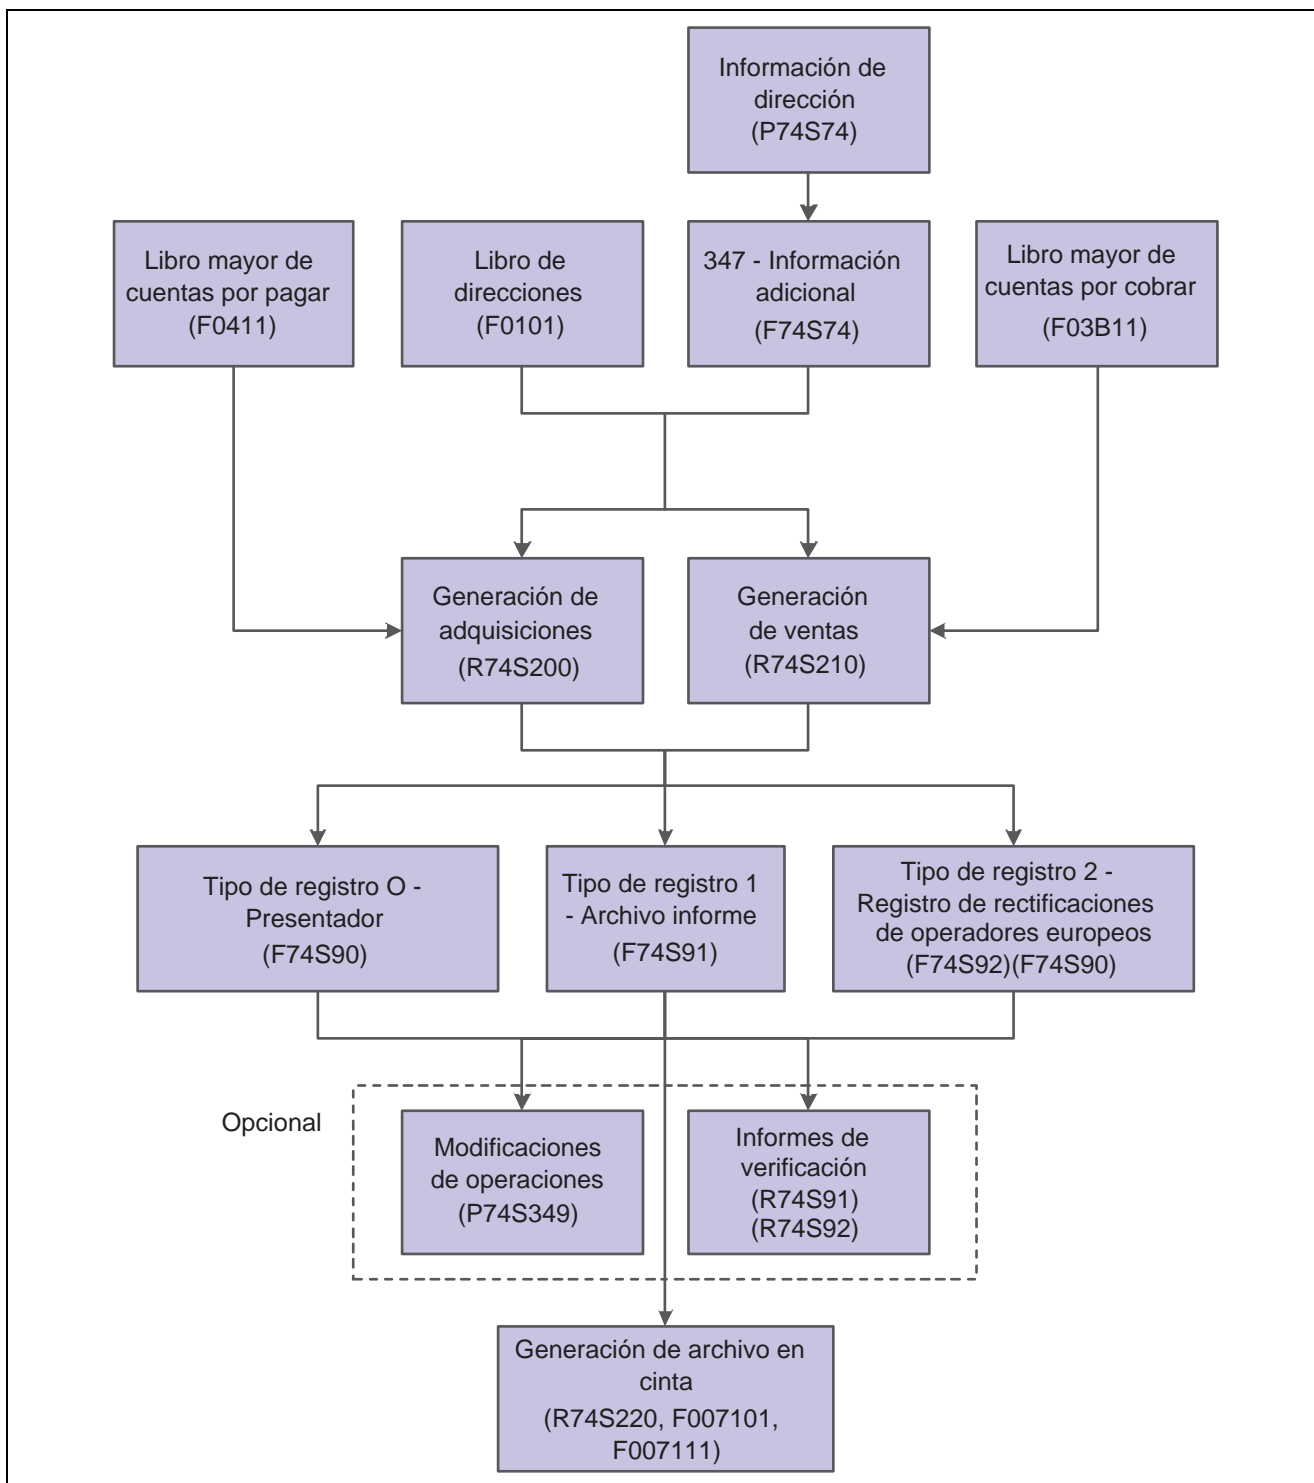 Información de
dirección
(P74S74)
Libro mayor de
cuentas por pagar
(F0411)
Libro de
direcciones
(F0101)
347 - Información
adicional
(F74S74)
Libro mayor de
cuentas por cobrar
(F03B11)
Generación de
adquisiciones
(R74S200)
Generación
de ventas
(R74S210)
Tipo de registro O -
Presentador
(F74S90)
Tipo de registro 1
- Archivo informe
(F74S91)
Tipo de registro 2 -
Registro de rectificaciones
de operadores europeos
(F74S92)(F74S90)
Opcional
Modificaciones
de operaciones
(P74S349)
Informes de
verificación
(R74S91)
(R74S92)
Generación de archivo en
cinta
(R74S220, F007101,
F007111)